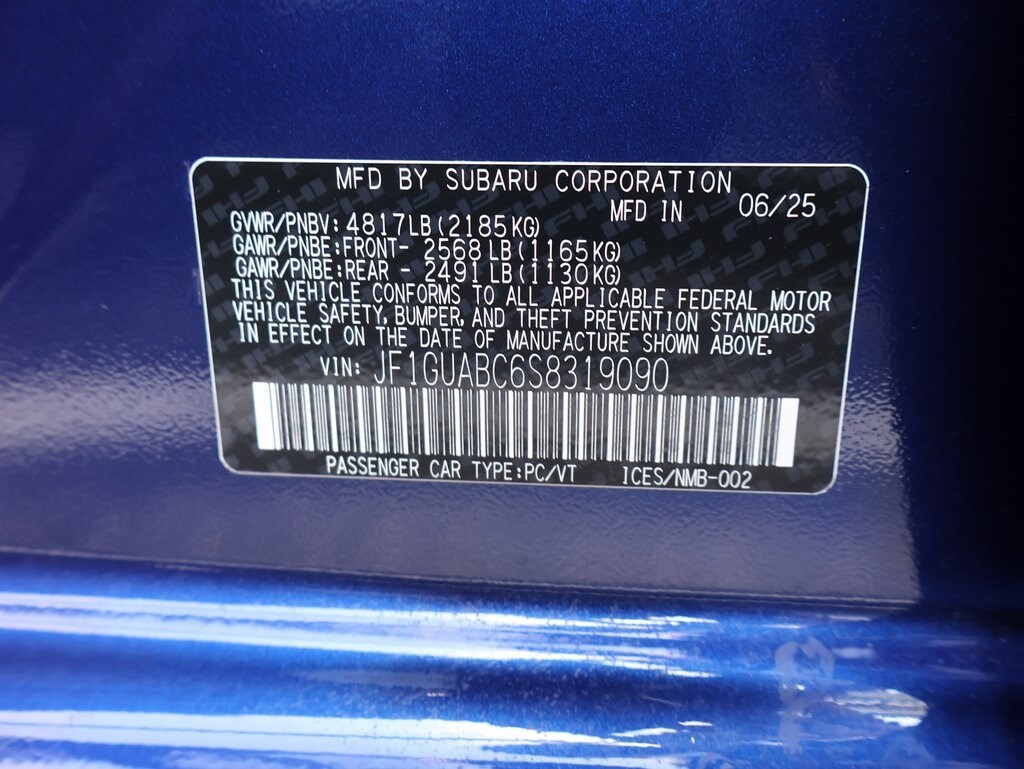 MFD BY SUBARU CORPORATION
MFD IN 06/25
GVWR/PNBV: 4817LB(2185KG)
GAWR/PNBE:FRONT- 2568LB(1165KG)
GAWR/PNBE:REAR - 2491LB(1130KG)
THIS VEHICLE CONFORMS TO ALL APPLICABLE FEDERAL MOTOR
VEHICLE SAFETY, BUMPER, AND THEFT PREVENTION STANDARDS
IN EFFECT ON THE DATE OF MANUFACTURE SHOWN ABOVE.
VIN: JF1GUABC6S8319090
PASSENGER CAR TYPE:PC/VT ICES/NMB-002